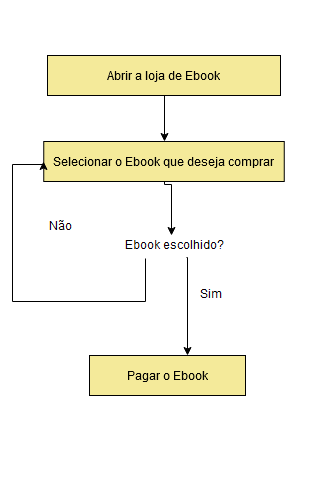 Abrir a loja de Ebook
Selecionar o Ebook que deseja comprar
Não
Ebook escolhido?
Sim
Pagar o Ebook